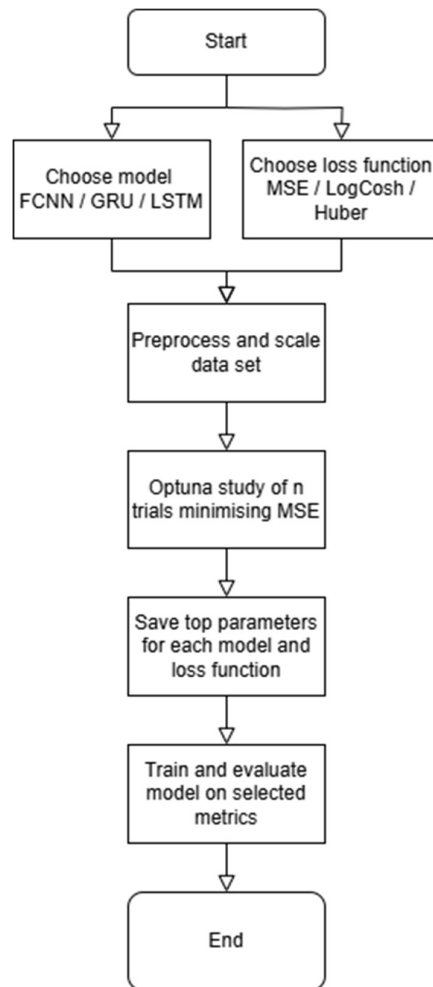 Start
Choose model
FCNN / GRU / LSTM
Choose loss function
MSE / LogCosh /
Huber
Preprocess and scale
data set
Optuna study of n
trials minimising MSE
Save top parameters
for each model and
loss function
Train and evaluate
model on selected
metrics
End